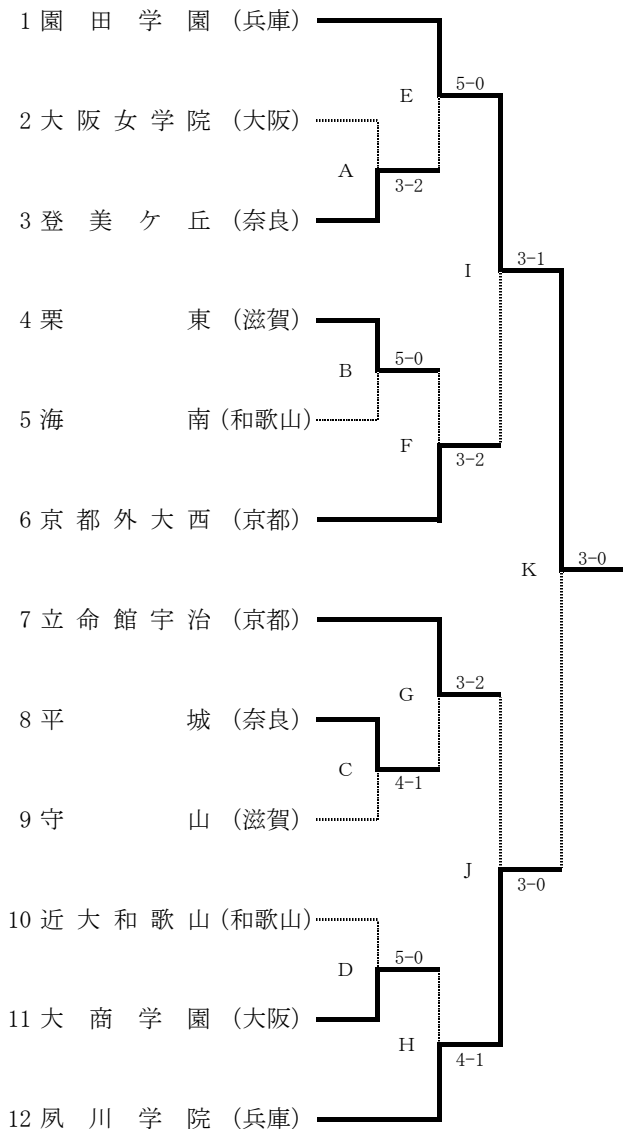 1 園田学園 (兵庫)
5-0
E
2 大阪女学院 (大阪)
A
3-2
3 登美ケ丘 (奈良)
3-1
I
4 栗東 (滋賀)
5-0
B
5 海南 (和歌山)
F
3-2
6 京都外大西 (京都)
3-0
K
7 立命館宇治 (京都)
3-2
G
8 平城 (奈良)
C
4-1
9 守山 (滋賀)
J
3-0
10 近大和歌山 (和歌山)
5-0
D
11 大商学園 (大阪)
H
4-1
12 夙川学院 (兵庫)